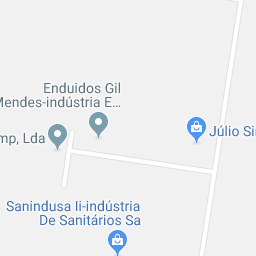 Enduidos Gil
Mendes-indústria E...
mp, Lda
Júlio Si
Sanindusa Ii-indústria
De Sanitários Sa